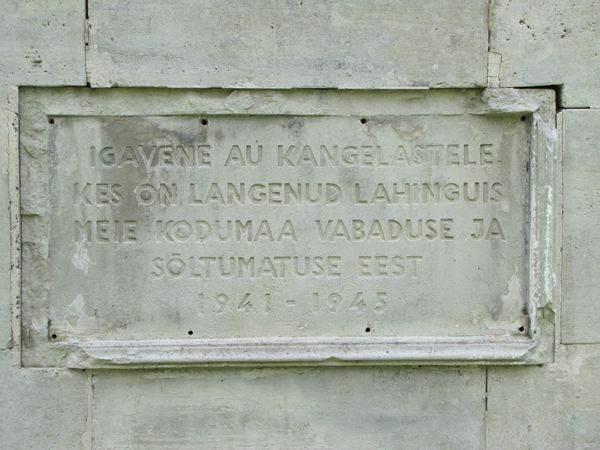 IGAVENE AU KANGELASTELE.
KES ON LANGENUD LAHINGUIS
MEIE KODUMAA VABADUSE JA
SÕLTUMATUSE EEST
1941 - 1945